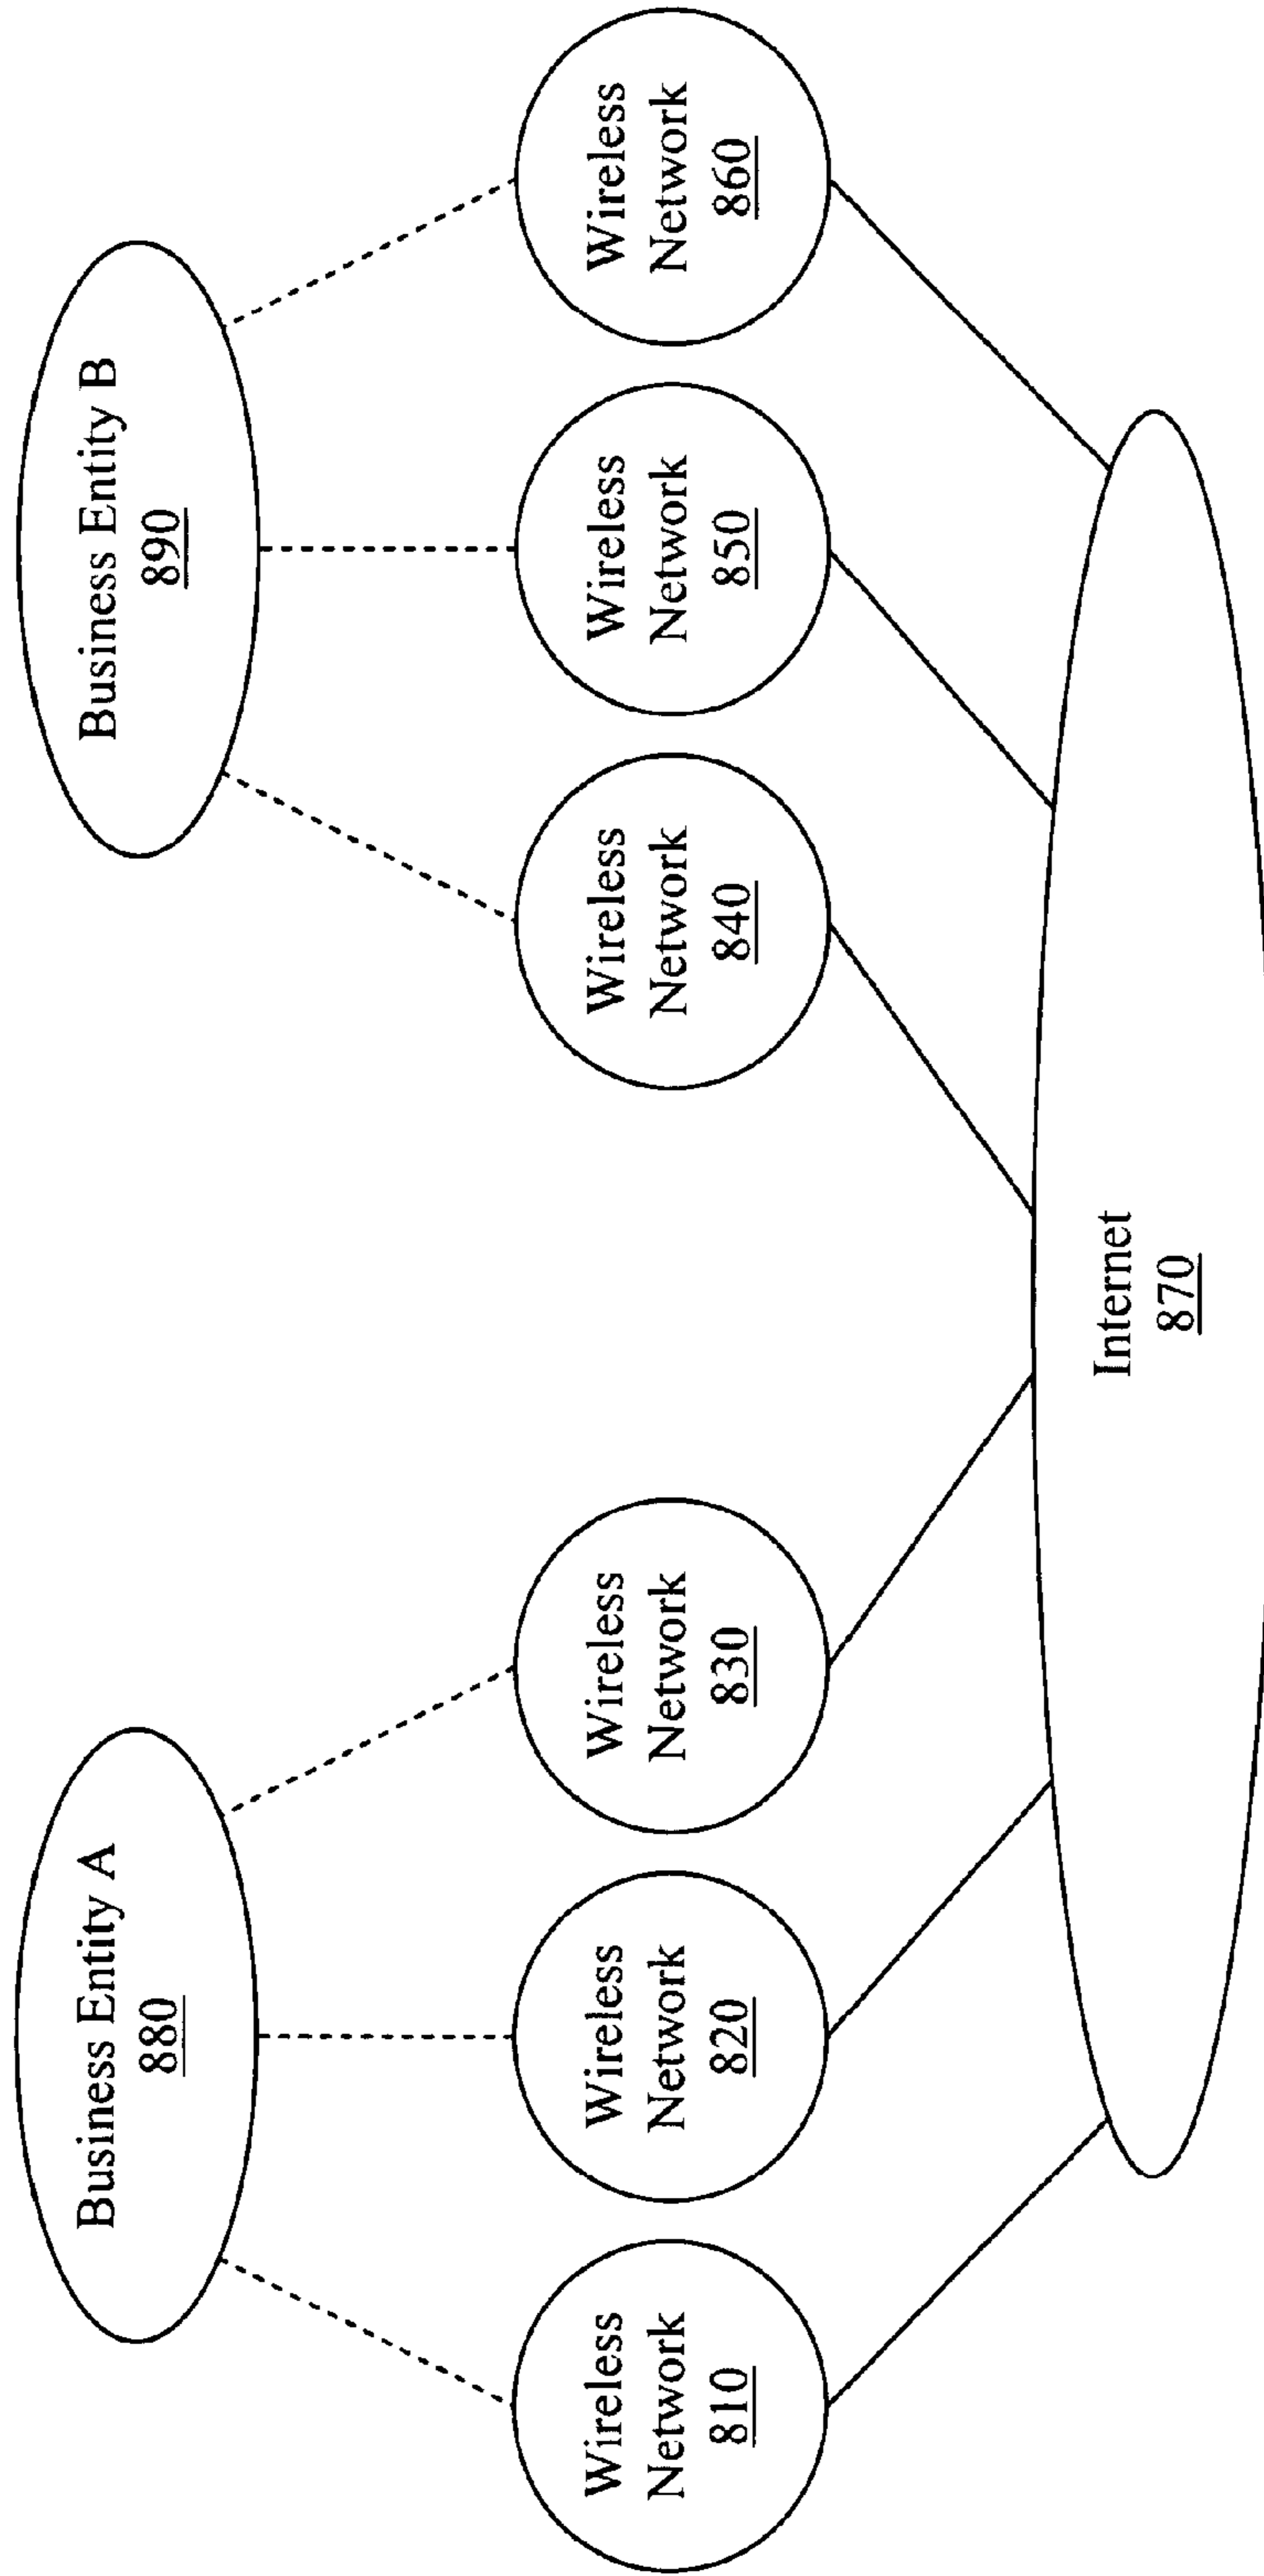 Business Entity A
880
Business Entity B
890
Wireless
Network
810
Wireless
Network
820
Wireless
Network
830
Wireless
Network
840
Wireless
Network
850
Wireless
Network
860
Internet
870